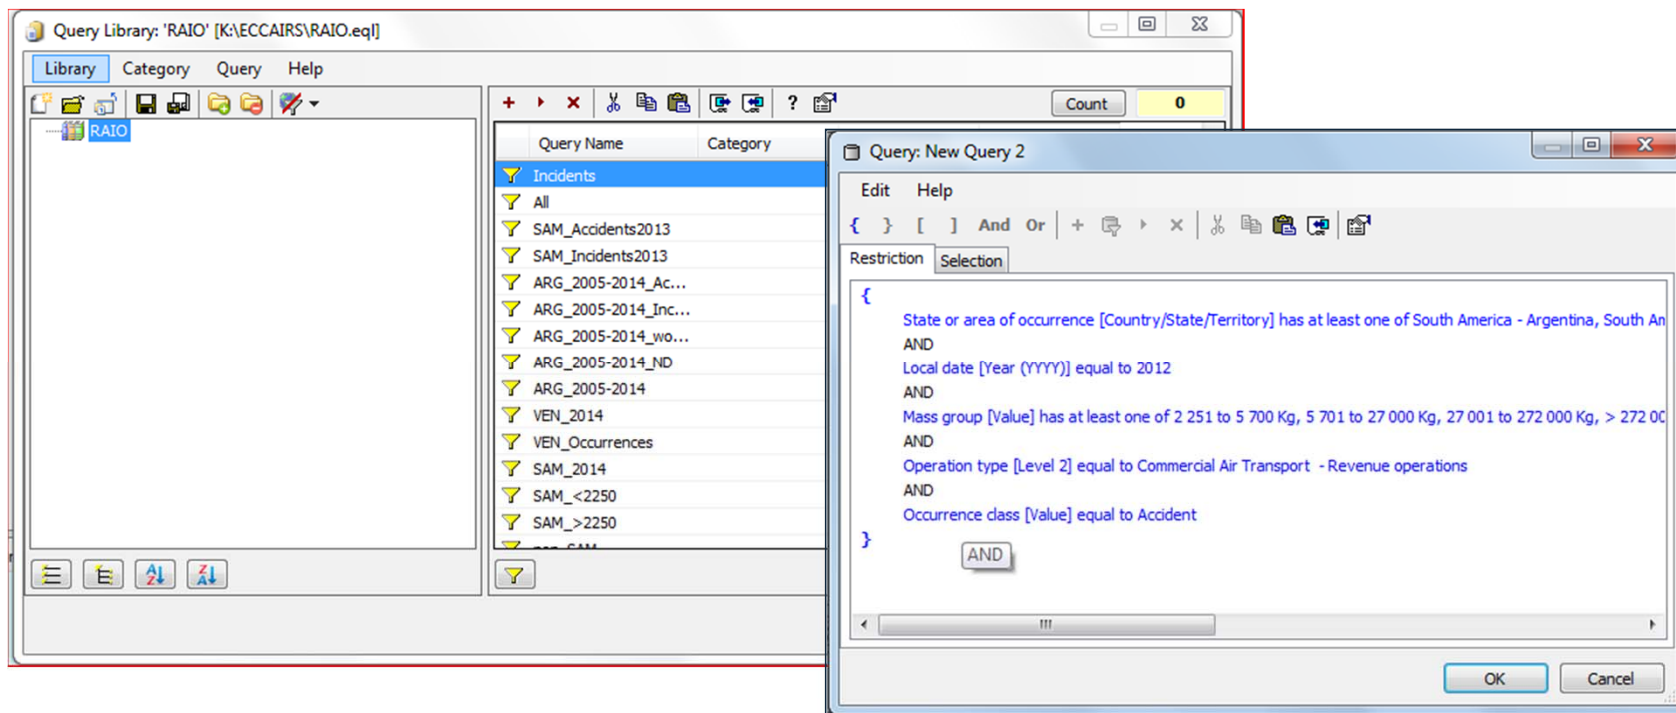 Query Library: 'RAIO' [K:\ECCAIRS\RAIO.eql]
Library Category Query Help
Count 0
RAIO
Query Name Category
Incidents
All
SAM_Accidents2013
SAM_Incidents2013
ARG_2005-2014_Ac...
ARG_2005-2014_Inc...
ARG_2005-2014_wo...
ARG_2005-2014_ND
ARG_2005-2014
VEN_2014
VEN_Occurrences
SAM_2014
SAM_<2250
SAM_>2250
Query: New Query 2
Edit Help
{ } [ ] And Or
Restriction Selection
{
State or area of occurrence [Country/State/Territory] has at least one of South America - Argentina, South Am
AND
Local date [Year (YYYY)] equal to 2012
AND
Mass group [Value] has at least one of 2 251 to 5 700 Kg, 5 701 to 27 000 Kg, 27 001 to 272 000 Kg, > 272 00
AND
Operation type [Level 2] equal to Commercial Air Transport - Revenue operations
AND
Occurrence class [Value] equal to Accident
}
AND
OK Cancel